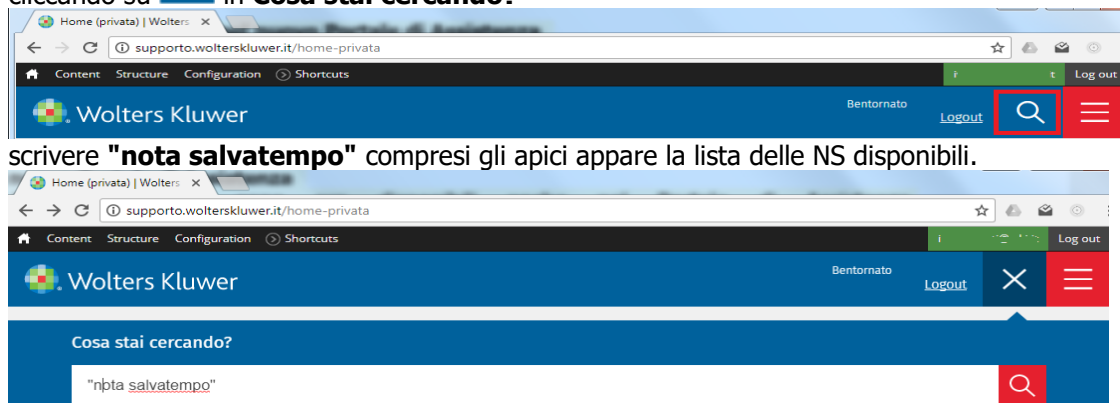 cliccando su in Cosa stai cercando?
Home (privata) | Wolters
supporto.wolterskluwer.it/home-privata
Content Structure Configuration Shortcuts Log out
Wolters Kluwer Bentornato Logout
scrivere "nota salvatempo" compresi gli apici appare la lista delle NS disponibili.
Home (privata) | Wolters
supporto.wolterskluwer.it/home-privata
Content Structure Configuration Shortcuts Log out
Wolters Kluwer Bentornato Logout
Cosa stai cercando?
"nota salvatempo"